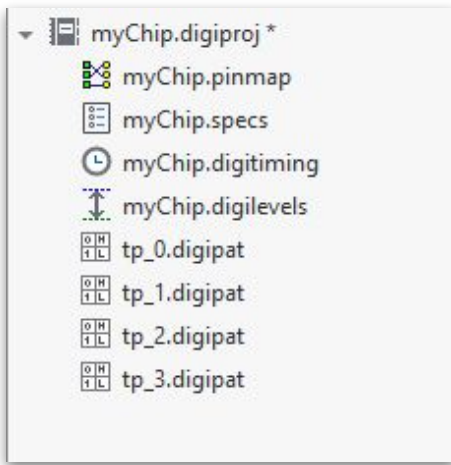 myChip.digiproj *
myChip.pinmap
myChip.specs
myChip.digitiming
myChip.digilevels
tp_0.digipat
tp_1.digipat
tp_2.digipat
tp_3.digipat